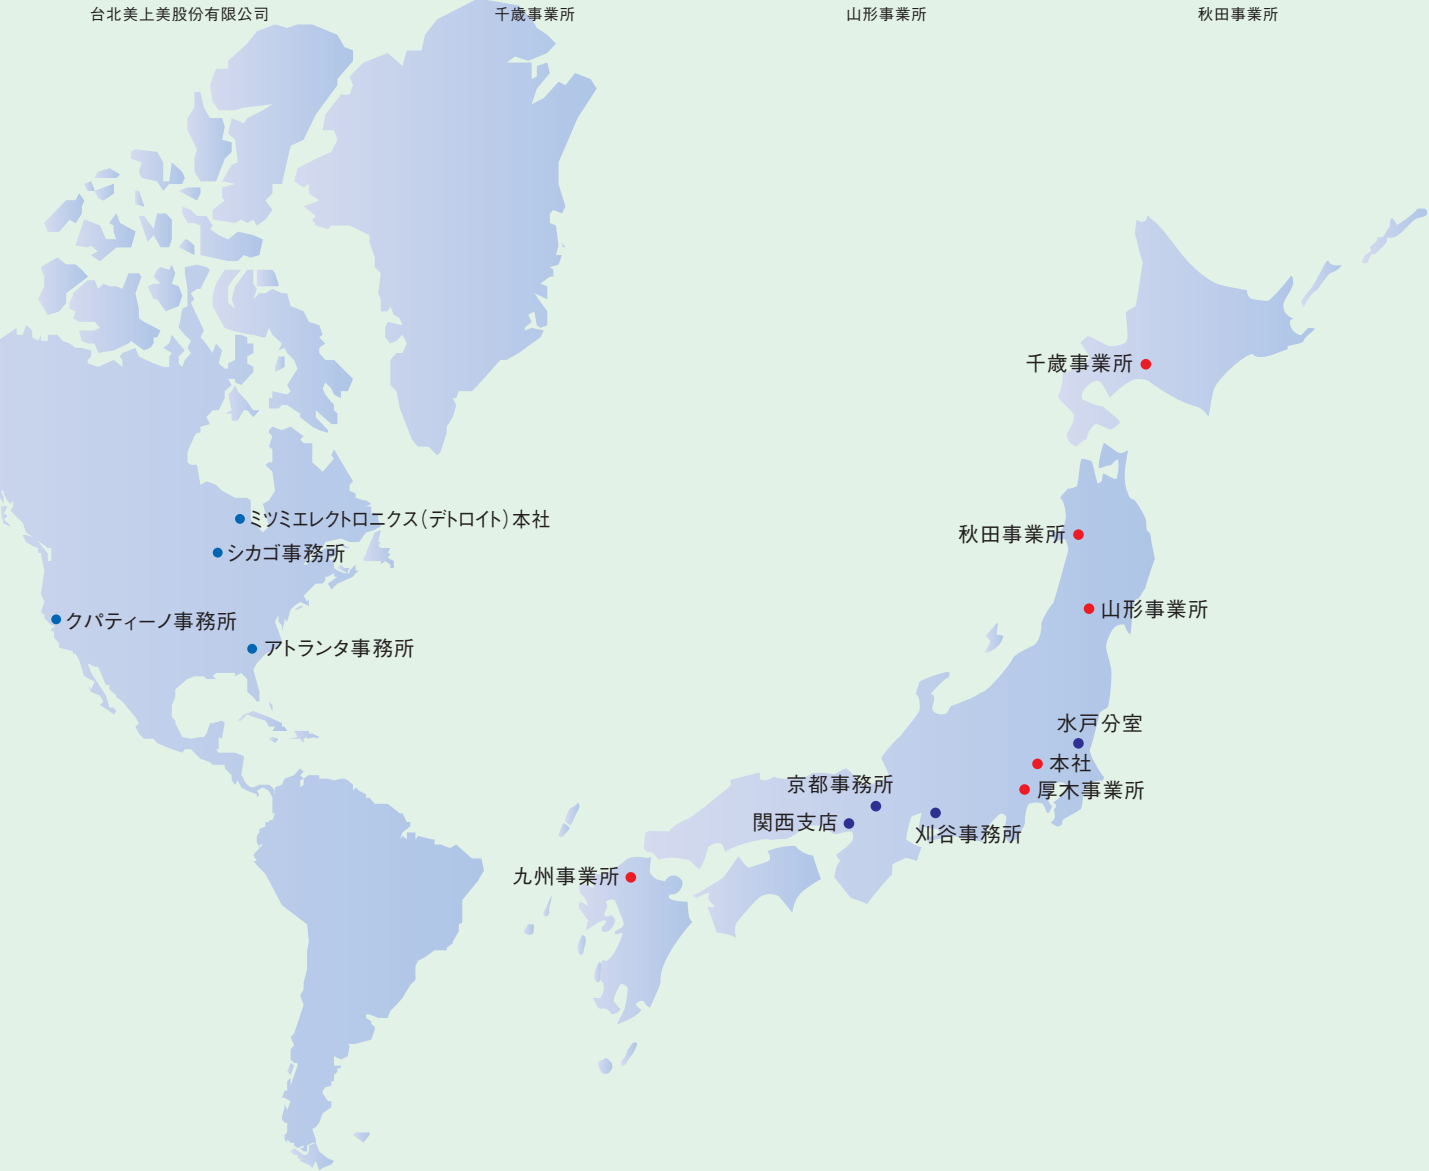 台北美上美股份有限公司
千歳事業所
山形事業所
秋田事業所
千歳事業所
ミツミエレクトロニクス(デトロイト)本社
秋田事業所
シカゴ事務所
山形事業所
クパティーノ事務所
アトランタ事務所
水戸分室
本社
京都事務所
厚木事業所
関西支店
刈谷事務所
九州事業所